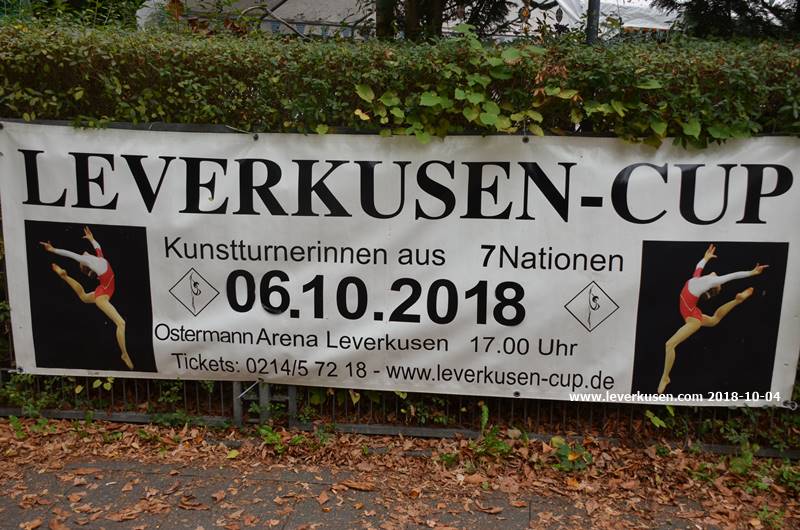 LEVERKUSEN-CUP
Kunstturnerinnen aus 7Nationen
06.10.2018
Ostermann Arena Leverkusen 17.00 Uhr
Tickets: 0214/5 72 18 - www.leverkusen-cup.de
www.leverkusen.com 2018-10-04